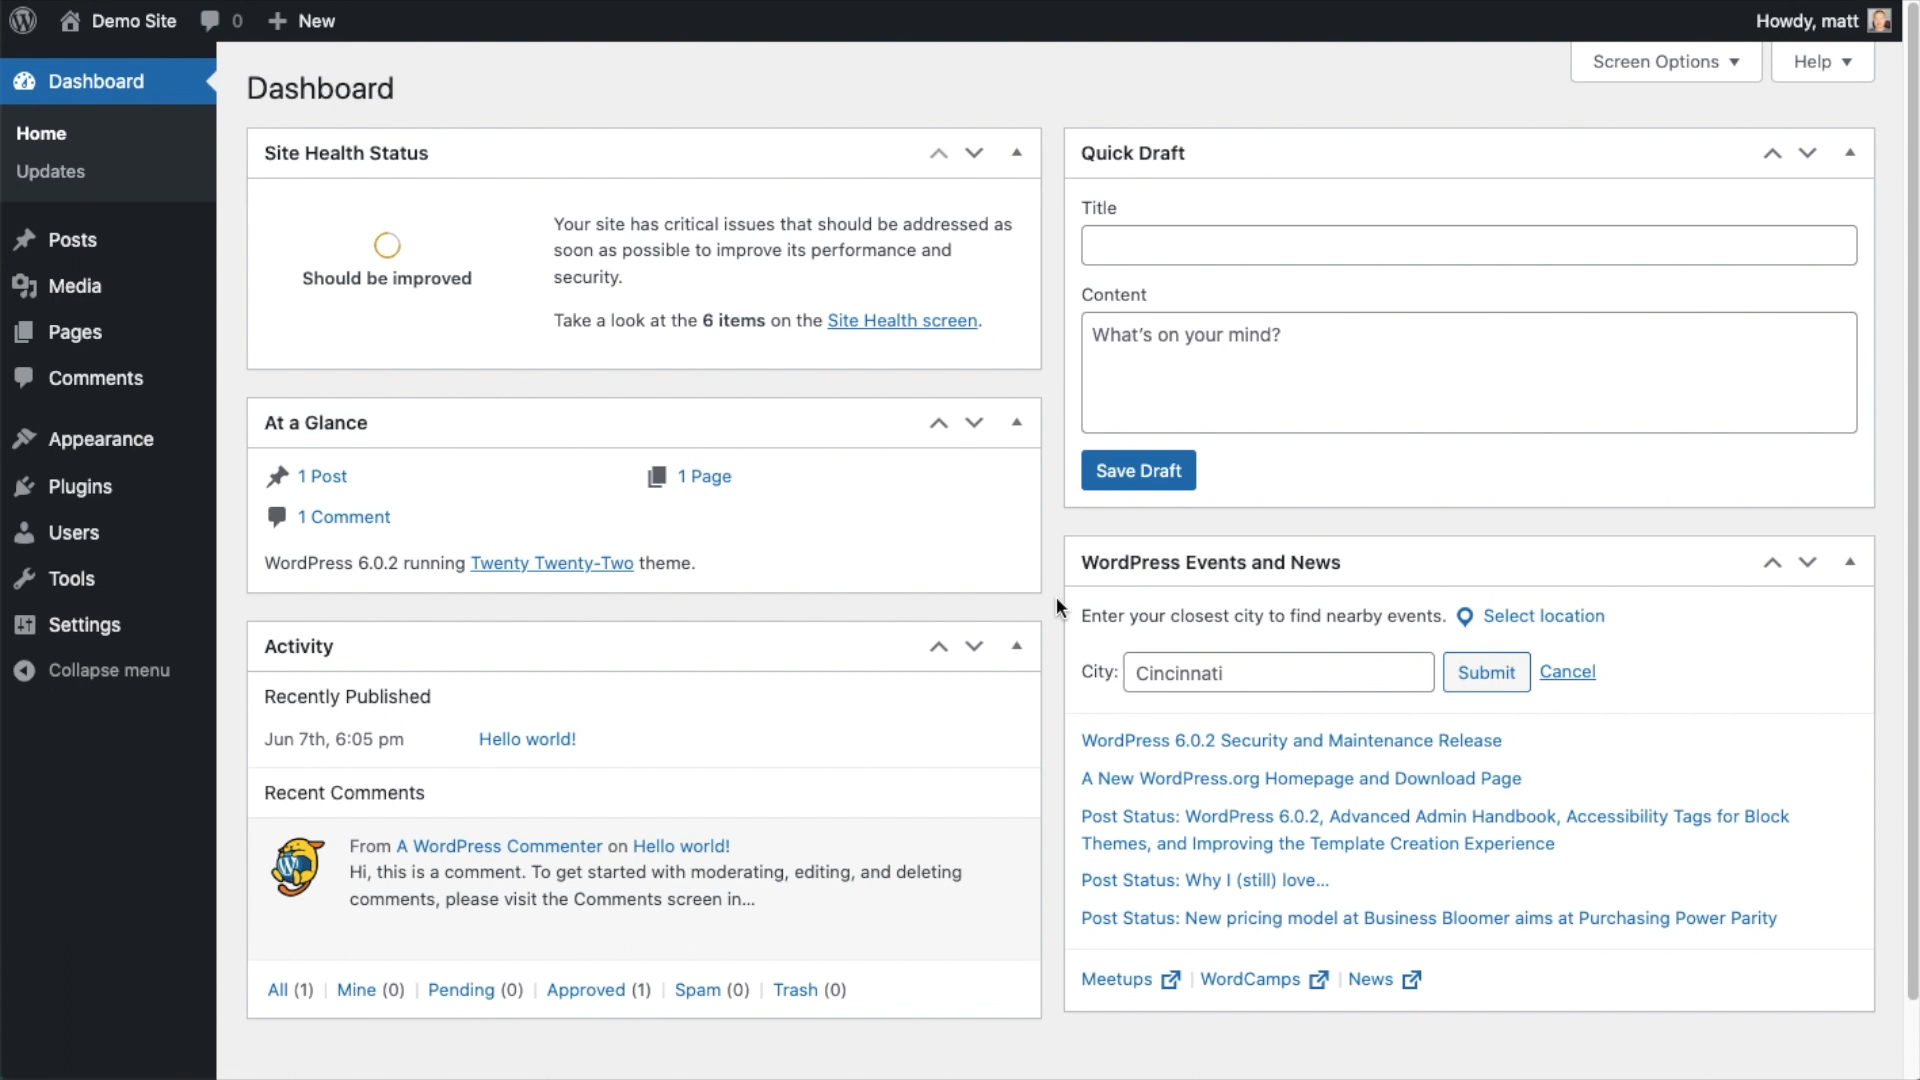 Demo Site
0
New
Howdy, matt
Dashboard
Home
Updates
Posts
Media
Pages
Comments
Appearance
Plugins
Users
Tools
Settings
Collapse menu
Screen Options
Help
Dashboard
Site Health Status
Should be improved
Your site has critical issues that should be addressed as
soon as possible to improve its performance and
security.
Take a look at the 6 items on the Site Health screen.
At a Glance
1 Post
1 Page
1 Comment
WordPress 6.0.2 running Twenty Twenty-Two theme.
Activity
Recently Published
Jun 7th, 6:05 pm Hello world!
Recent Comments
From A WordPress Commenter on Hello world!
Hi, this is a comment. To get started with moderating, editing, and deleting
comments, please visit the Comments screen in...
All (1) | Mine (0) | Pending (0) | Approved (1) | Spam (0) | Trash (0)
Quick Draft
Title
Content
What's on your mind?
Save Draft
WordPress Events and News
Enter your closest city to find nearby events. Select location
City: Cincinnati Submit Cancel
WordPress 6.0.2 Security and Maintenance Release
A New WordPress.org Homepage and Download Page
Post Status: WordPress 6.0.2, Advanced Admin Handbook, Accessibility Tags for Block
Themes, and Improving the Template Creation Experience
Post Status: Why I (still) love...
Post Status: New pricing model at Business Bloomer aims at Purchasing Power Parity
Meetups | WordCamps | News